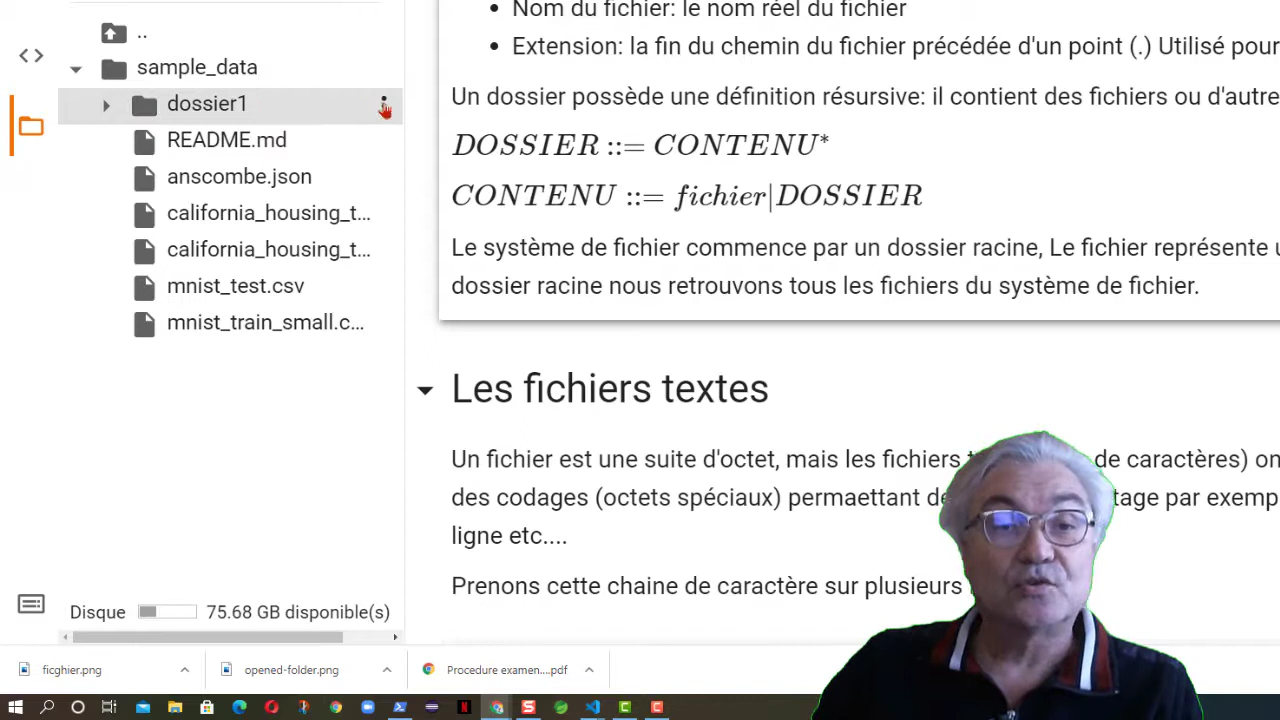 ..
sample_data
dossier1
README.md
anscombe.json
california_housing_t...
california_housing_t...
mnist_test.csv
mnist_train_small.c...
Disque 75.68 GB disponible(s)
Nom du fichier: le nom réel du fichier
Extension: la fin du chemin du fichier précédée d'un point (.) Utilisé pour
Un dossier possède une définition résursive: il contient des fichiers ou d'autre
DOSSIER ::= CONTENU*
CONTENU ::= fichier|DOSSIER
Le système de fichier commence par un dossier racine, Le fichier représente
dossier racine nous retrouvons tous les fichiers du système de fichier.
Les fichiers textes
Un fichier est une suite d'octet, mais les fichiers de caractères) on
des codages (octets spéciaux) permaettant tage par exemp
ligne etc....
Prenons cette chaine de caractère sur plusieurs
ficghier.png
opened-folder.png
Procedure examen....pdf